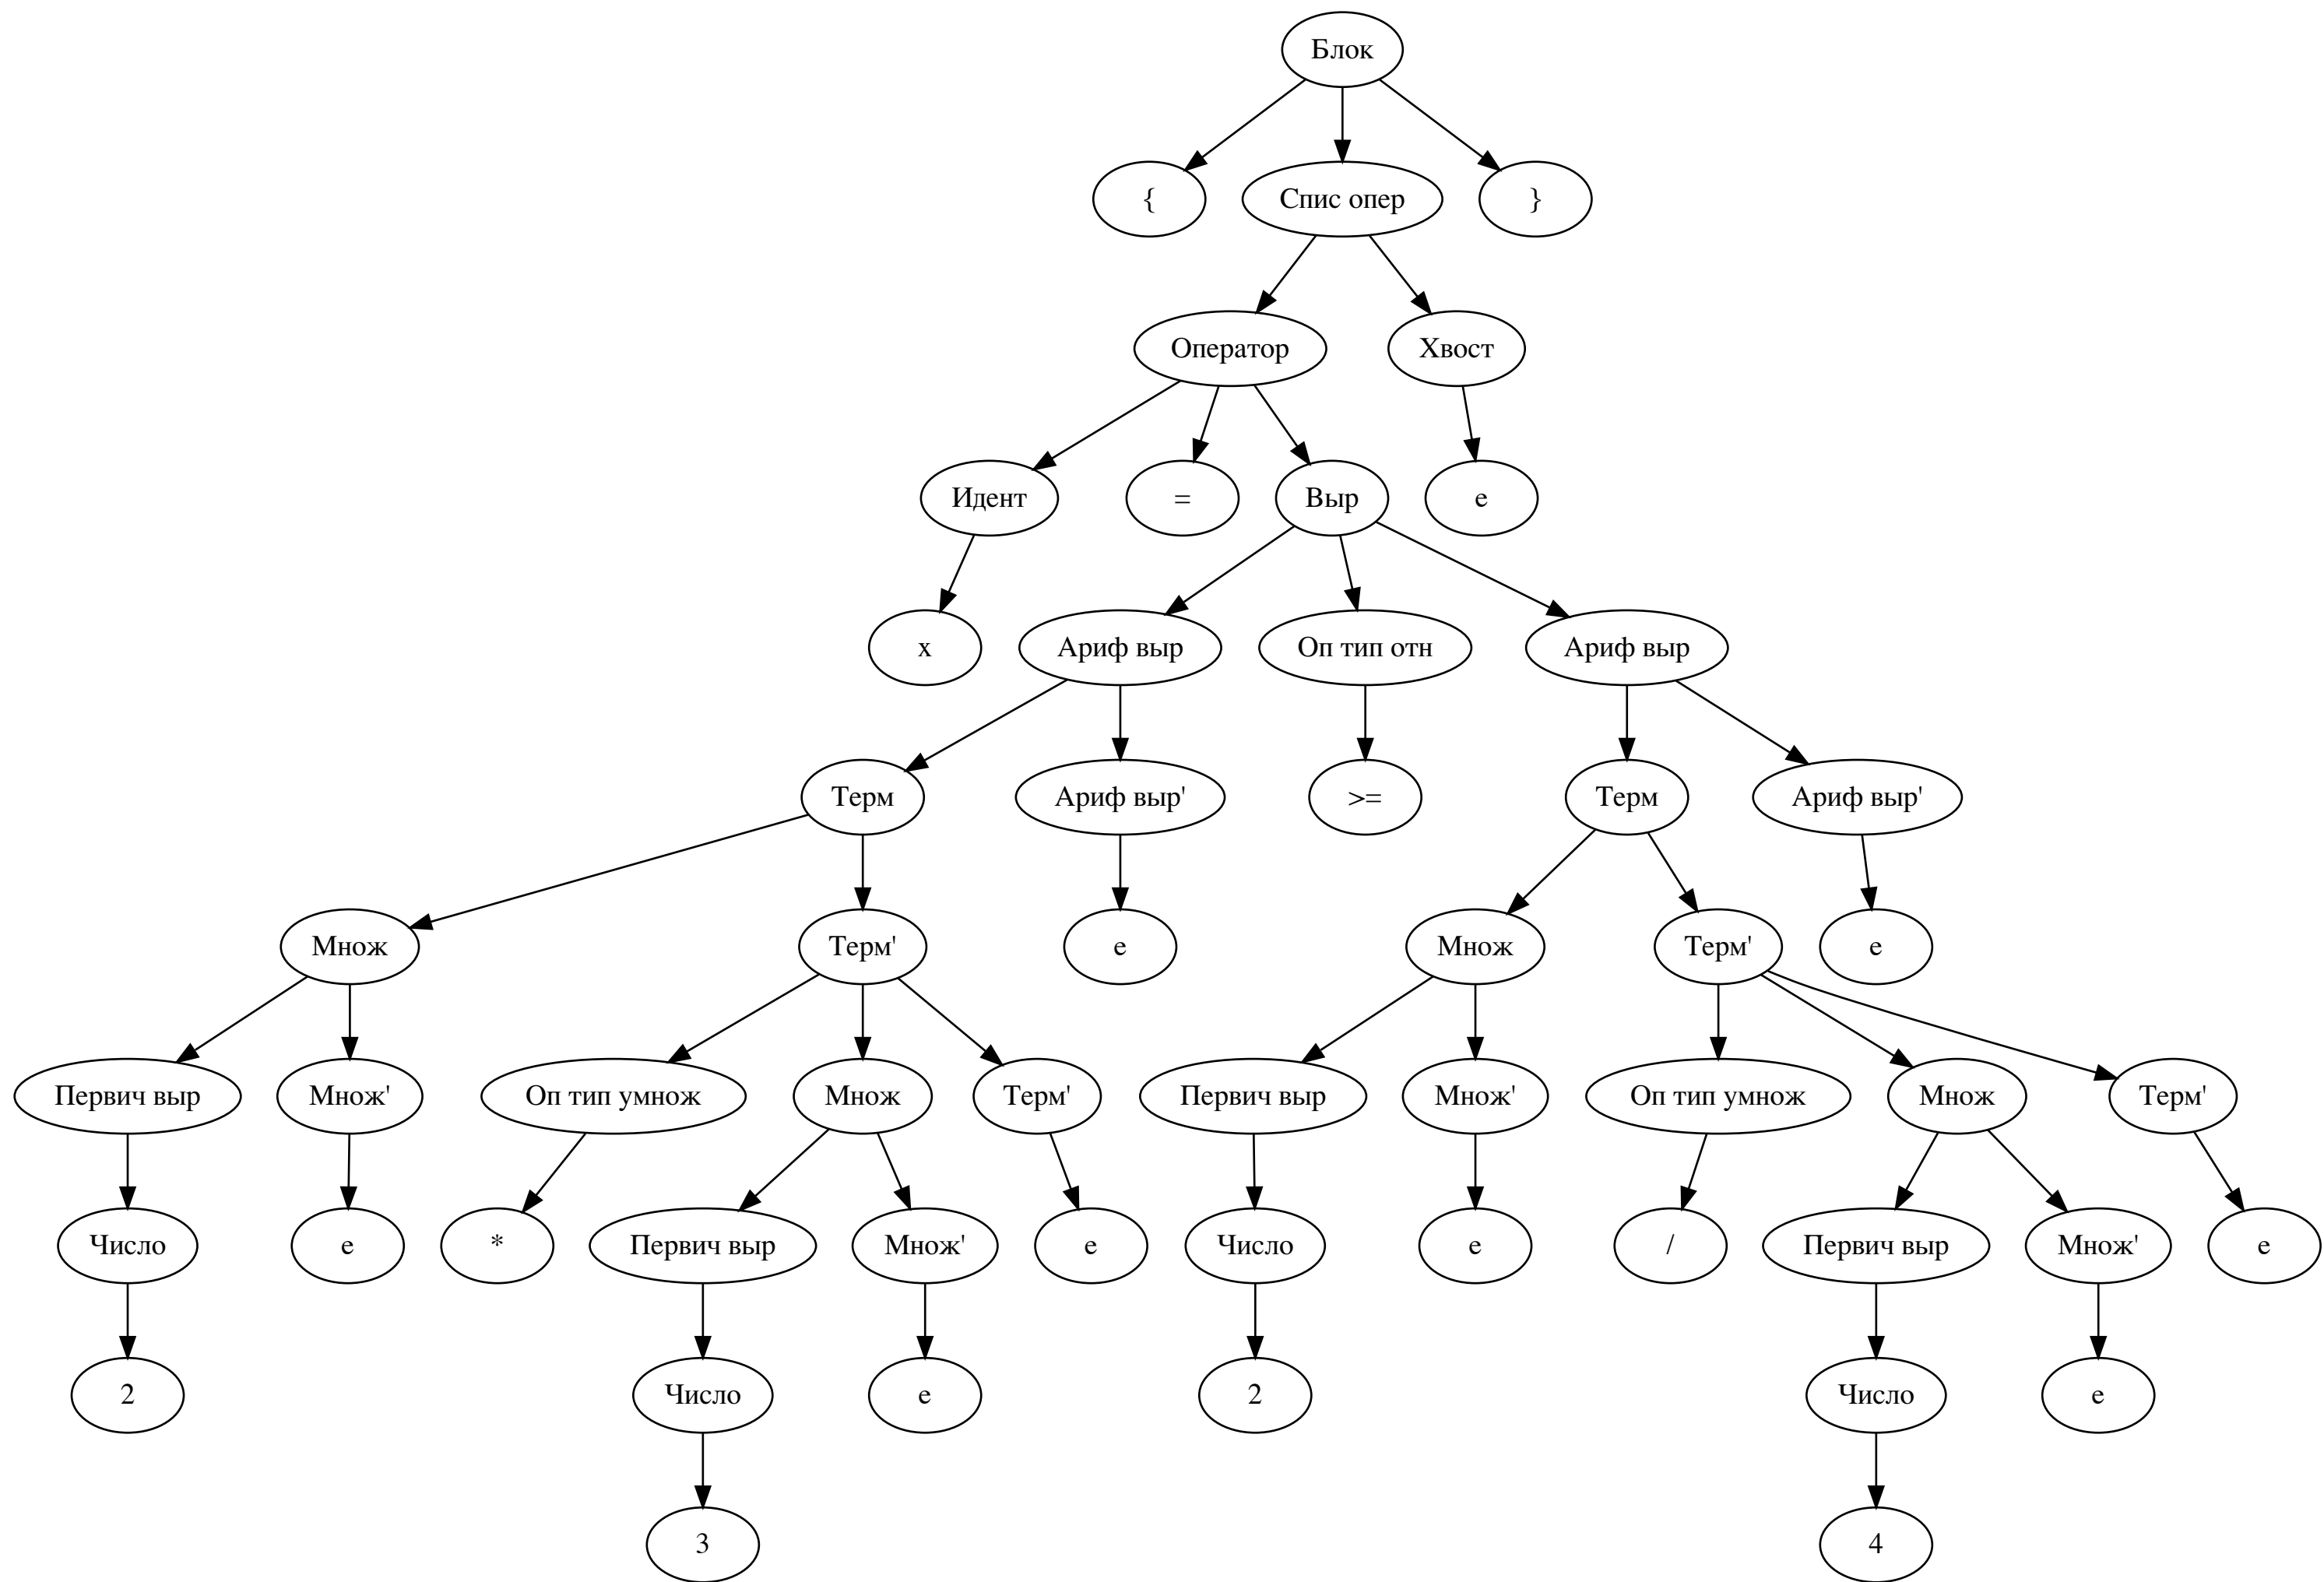 Блок
{
Спис опер
}
Оператор
Хвост
Идент
=
Выр
e
x
Ариф выр
Оп тип отн
Ариф выр
Терм
Ариф выр'
>=
Терм
Ариф выр'
Множ
Терм'
e
Множ
Терм'
e
Первич выр
Множ'
Оп тип умнож
Множ
Терм'
Первич выр
Множ'
Оп тип умнож
Множ
Терм'
Число
e
*
Первич выр
Множ'
e
Число
e
/
Первич выр
Множ'
e
2
Число
e
2
Число
e
3
4